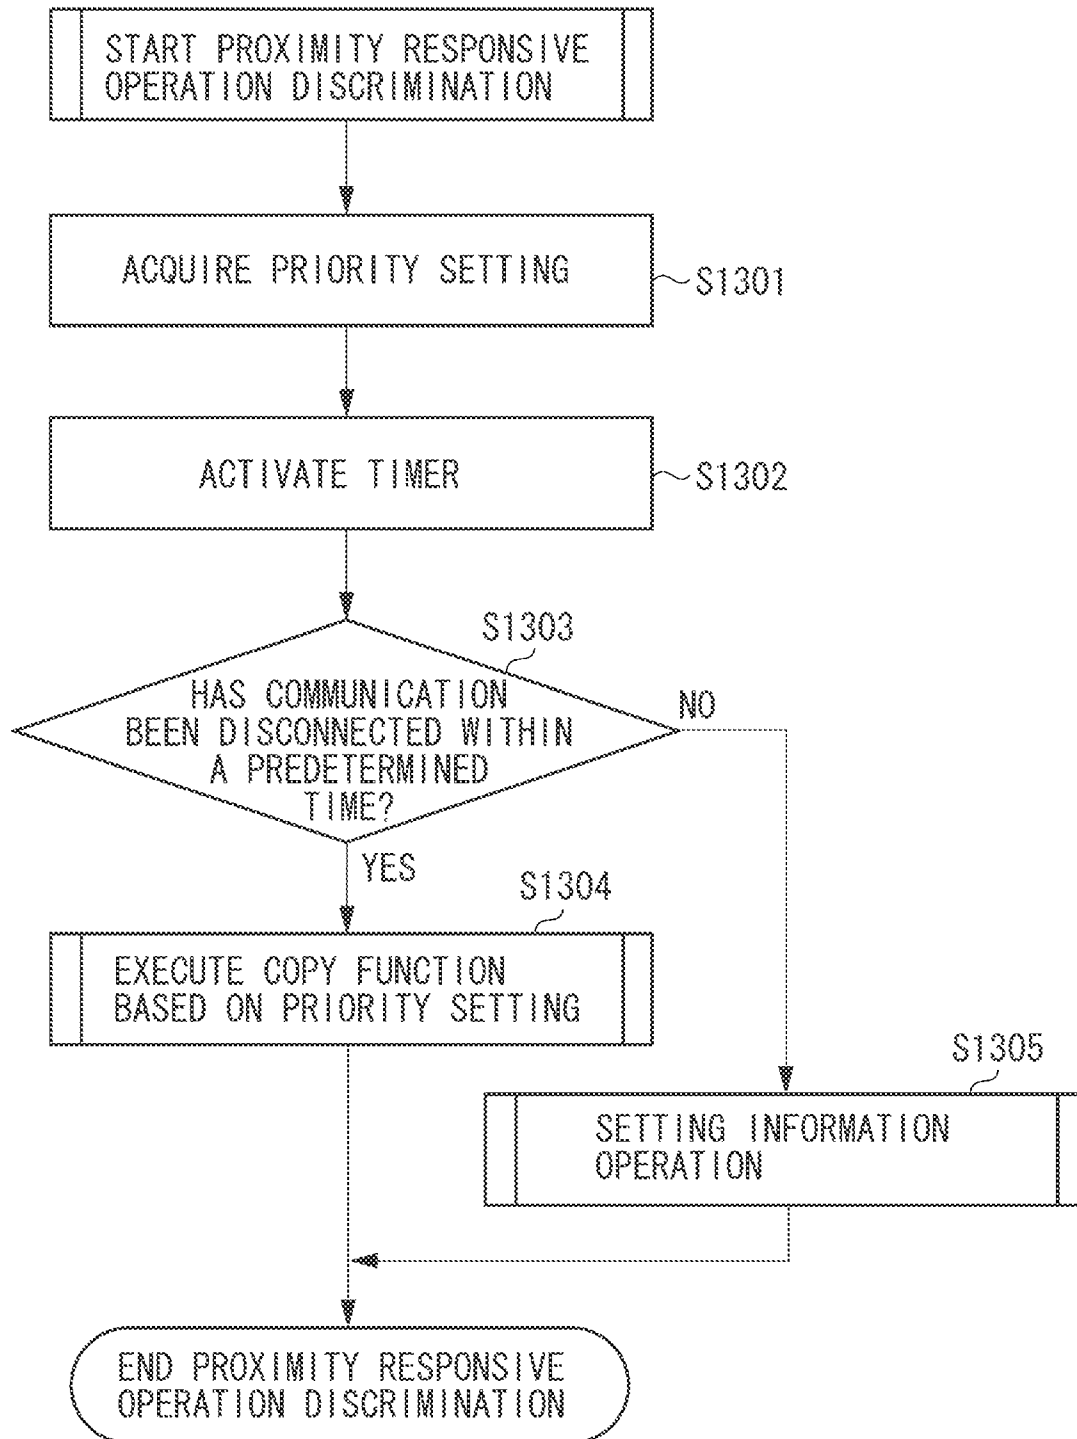 START PROXIMITY RESPONSIVE
OPERATION DISCRIMINATION
ACQUIRE PRIORITY SETTING
S1301
ACTIVATE TIMER
S1302
S1303
HAS COMMUNICATION
BEEN DISCONNECTED WITHIN
A PREDETERMINED
TIME?
NO
YES
S1304
EXECUTE COPY FUNCTION
BASED ON PRIORITY SETTING
S1305
SETTING INFORMATION
OPERATION
END PROXIMITY RESPONSIVE
OPERATION DISCRIMINATION